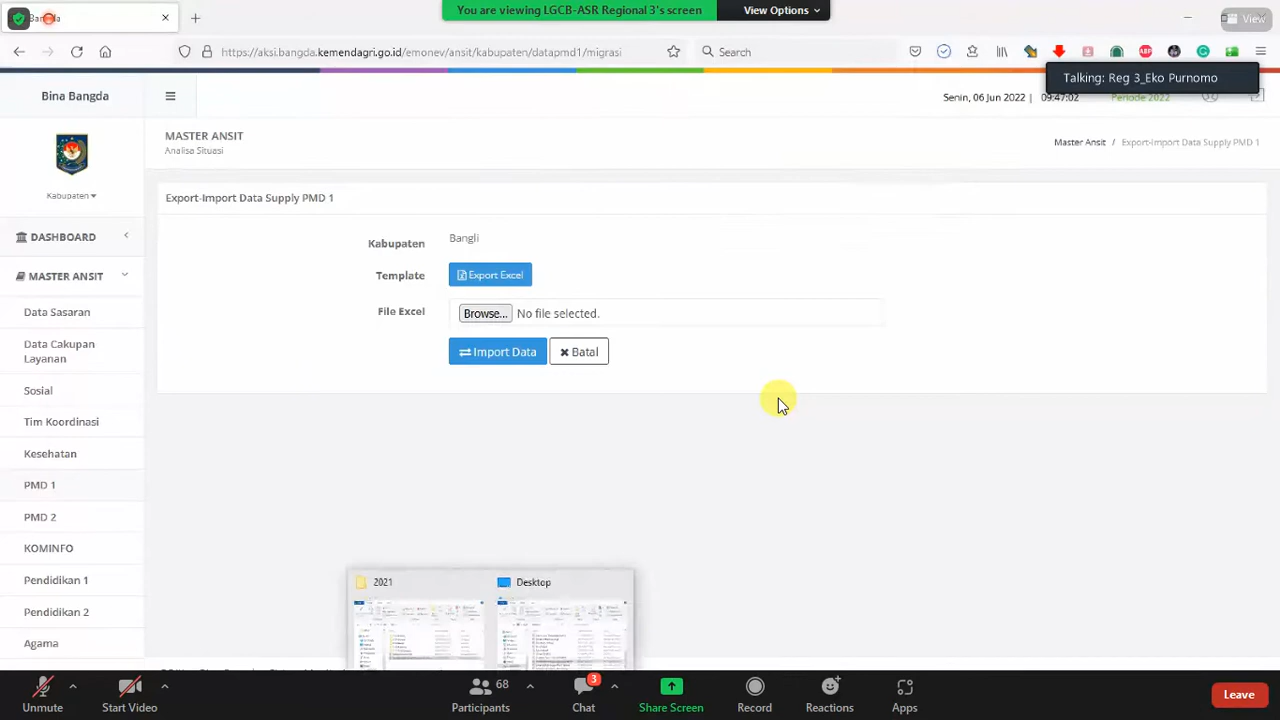 You are viewing LGCB-ASR Regional 3's screen
View Options
View
https://aksi.bangda.kemendagri.go.id/emonev/ansit/kabupaten/datapmd1/migrasi
Search
ABP
Talking: Reg 3_Eko Purnomo
Bina Bangda
Senin, 06 Jun 2022 | 09:47:02
Periode 2022
MASTER ANSIT
Analisa Situasi
Master Ansit / Export-Import Data Supply PMD 1
Kabupaten
DASHBOARD
MASTER ANSIT
Data Sasaran
Data Cakupan
Layanan
Sosial
Tim Koordinasi
Kesehatan
PMD 1
PMD 2
KOMINFO
Pendidikan 1
Pendidikan 2
Agama
Export-Import Data Supply PMD 1
Kabupaten
Bangli
Template
Export Excel
File Excel
Browse... No file selected.
Import Data
Batal
2021
Desktop
Unmute
Start Video
68
Participants
3
Chat
Share Screen
Record
Reactions
Apps
Leave